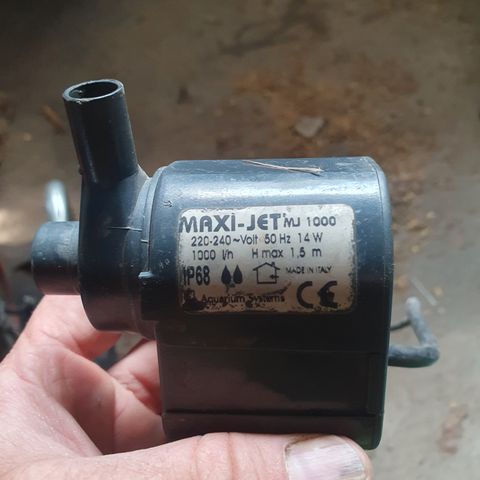 MAXI-JET MJ 1000
220-240~Volt 50 Hz 14 W
1000 l/h H max 1,5 m
IP68 MADE IN ITALY
Aquarium Systems CE